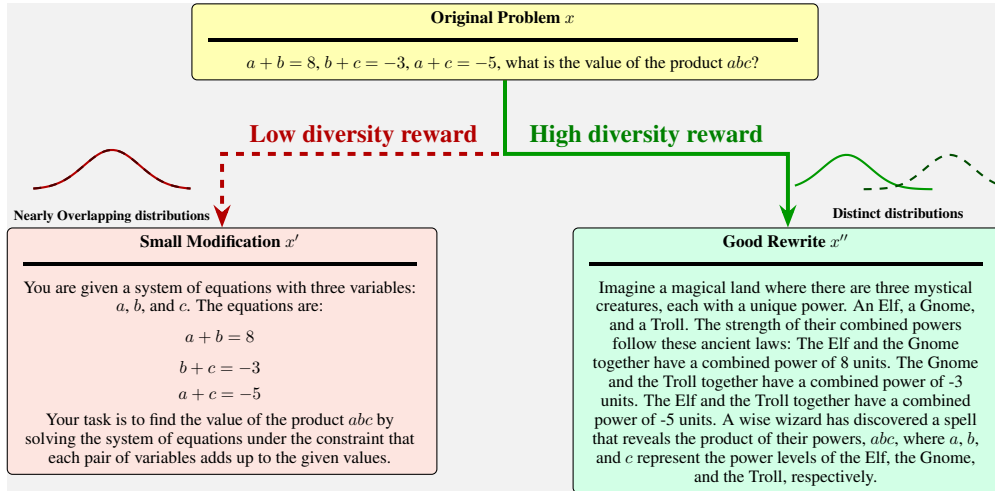 Original Problem x
a + b = 8, b + c = −3, a + c = −5, what is the value of the product abc?
Low diversity reward
High diversity reward
Nearly Overlapping distributions
Distinct distributions
Small Modification x′
You are given a system of equations with three variables:
a, b, and c. The equations are:
a + b = 8
b + c = −3
a + c = −5
Your task is to find the value of the product abc by
solving the system of equations under the constraint that
each pair of variables adds up to the given values.
Good Rewrite x′′
Imagine a magical land where there are three mystical
creatures, each with a unique power. An Elf, a Gnome,
and a Troll. The strength of their combined powers
follow these ancient laws: The Elf and the Gnome
together have a combined power of 8 units. The Gnome
and the Troll together have a combined power of -3
units. The Elf and the Troll together have a combined
power of -5 units. A wise wizard has discovered a spell
that reveals the product of their powers, abc, where a, b,
and c represent the power levels of the Elf, the Gnome,
and the Troll, respectively.